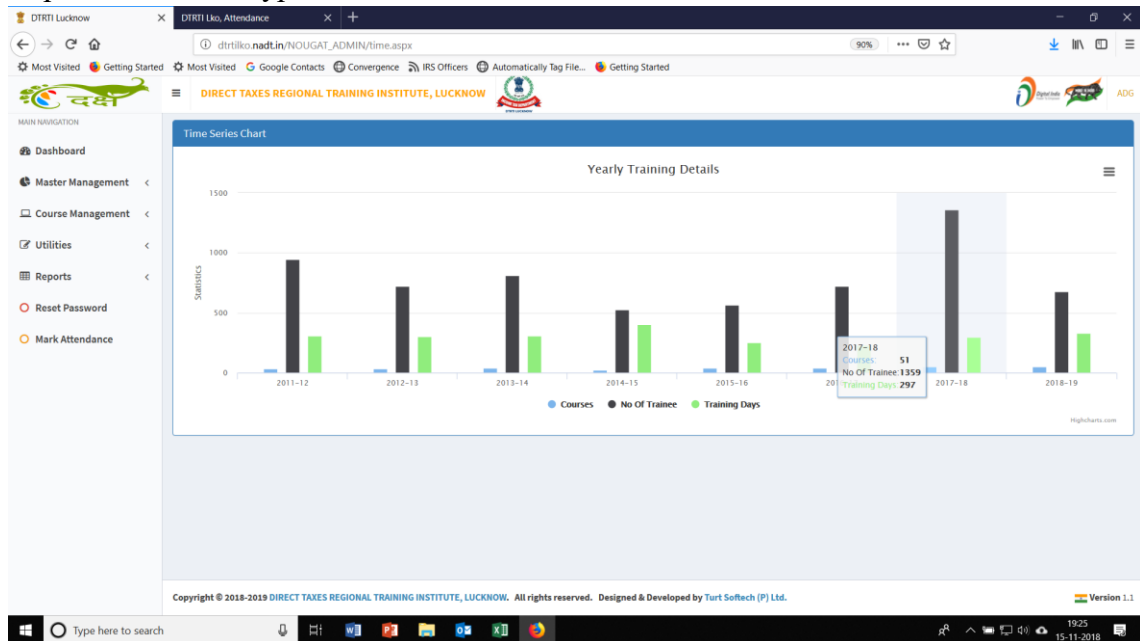 DTRTI Lucknow
DTRTI Lko, Attendance
dtrtilko.nadt.in/NOUGAT_ADMIN/time.aspx
90%
Most Visited Getting Started Most Visited Google Contacts Convergence IRS Officers Automatically Tag File... Getting Started
दक्ष
DIRECT TAXES REGIONAL TRAINING INSTITUTE, LUCKNOW
Digital India
ADG
MAIN NAVIGATION
Dashboard
Master Management
Course Management
Utilities
Reports
Reset Password
Mark Attendance
Time Series Chart
Yearly Training Details
Statistics
1500
1000
500
0
2011-12 2012-13 2013-14 2014-15 2015-16 2017-18 2018-19
2017-18
Courses: 51
No Of Trainee: 1359
Training Days: 297
Courses No Of Trainee Training Days
Highcharts.com
Copyright © 2018-2019 DIRECT TAXES REGIONAL TRAINING INSTITUTE, LUCKNOW. All rights reserved. Designed & Developed by Turt Softech (P) Ltd.
Version 1.1
Type here to search
19:25
15-11-2018